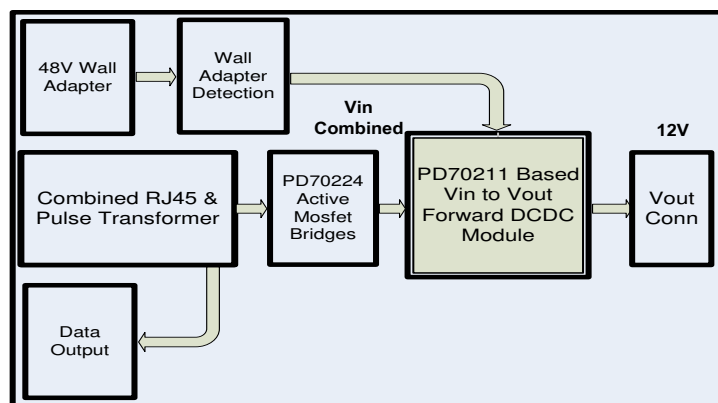 48V Wall
Adapter
Wall
Adapter
Detection
Vin
Combined
12V
Combined RJ45 &
Pulse Transformer
PD70224
Active
Mosfet
Bridges
PD70211 Based
Vin to Vout
Forward DCDC
Module
Vout
Conn
Data
Output